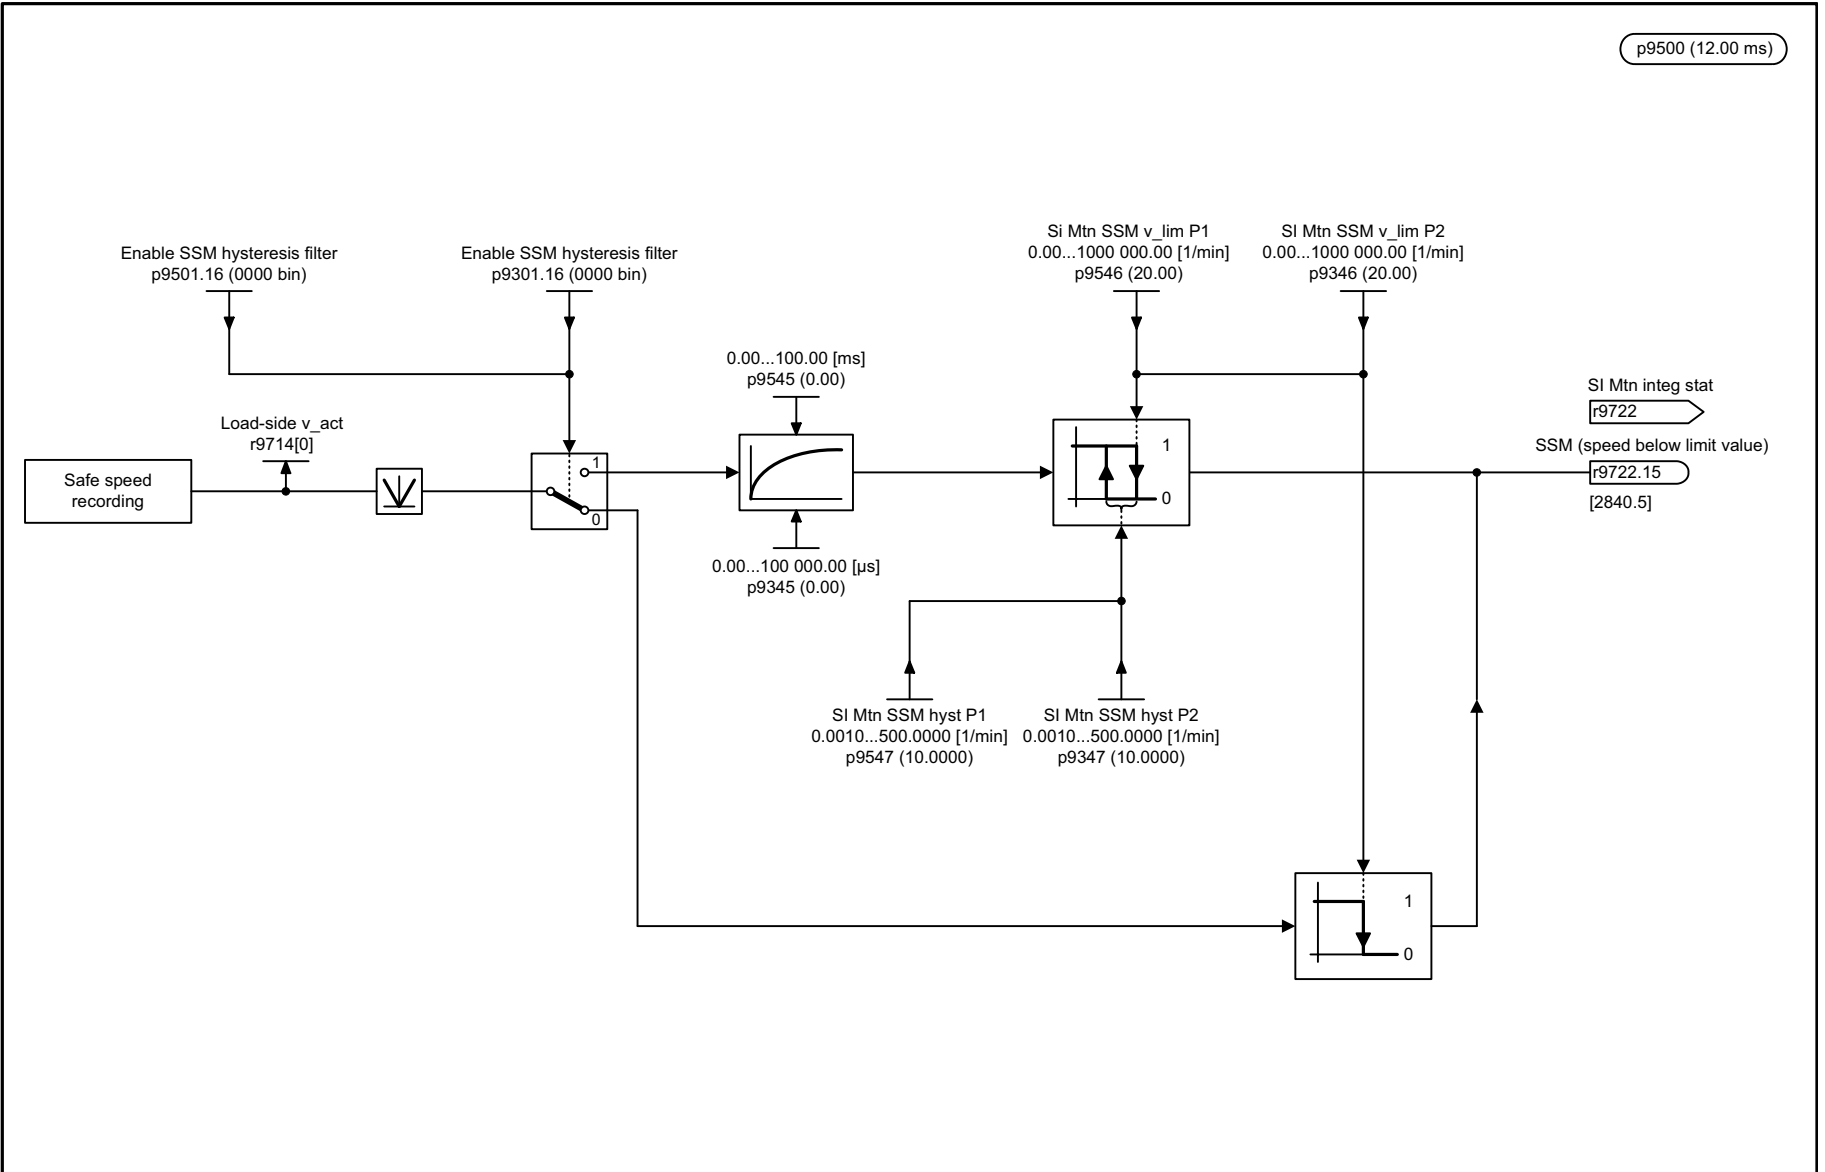 p9500 (12.00 ms)
Enable SSM hysteresis filter
p9501.16 (0000 bin)
Enable SSM hysteresis filter
p9301.16 (0000 bin)
Si Mtn SSM v_lim P1
0.00...1000 000.00 [1/min]
p9546 (20.00)
SI Mtn SSM v_lim P2
0.00...1000 000.00 [1/min]
p9346 (20.00)
0.00...100.00 [ms]
p9545 (0.00)
SI Mtn integ stat
r9722
Load-side v_act
r9714[0]
SSM (speed below limit value)
r9722.15
[2840.5]
Safe speed
recording
1
0
1
0
0.00...100 000.00 [µs]
p9345 (0.00)
SI Mtn SSM hyst P1
0.0010...500.0000 [1/min]
p9547 (10.0000)
SI Mtn SSM hyst P2
0.0010...500.0000 [1/min]
p9347 (10.0000)
1
0